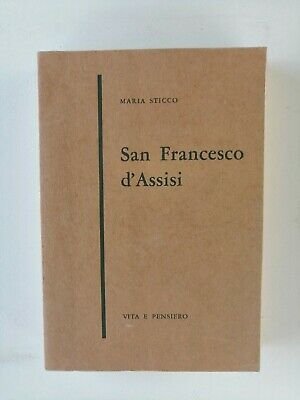 MARIA STICCO
San Francesco
d'Assisi
VITA E PENSIERO